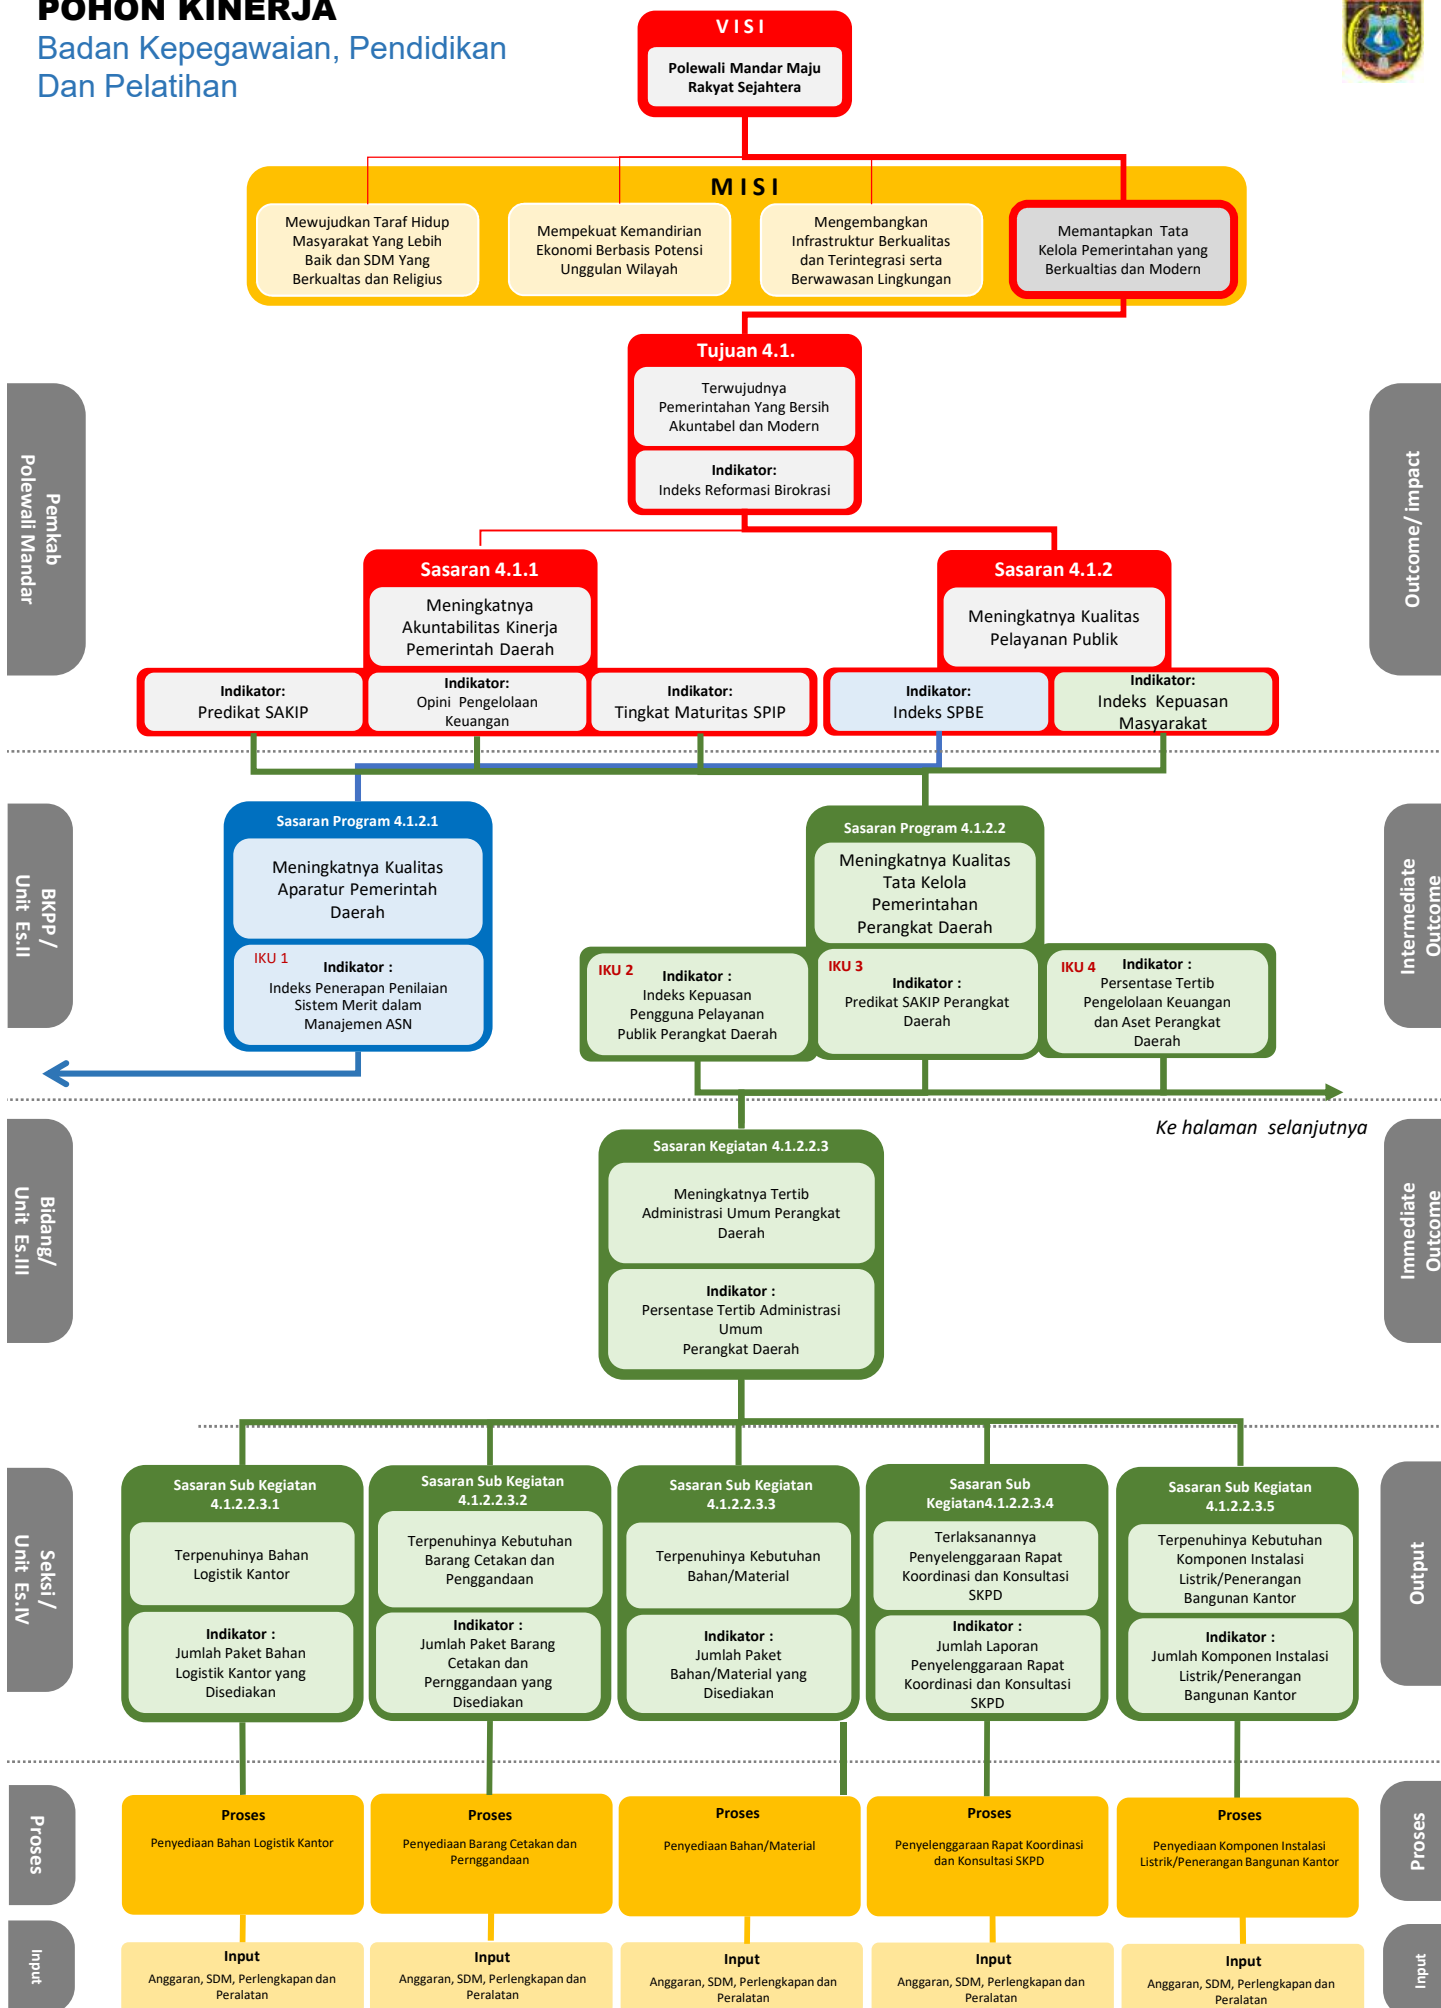 POHON KINERJA
Badan Kepegawaian, Pendidikan
Dan Pelatihan
V I S I
Polewali Mandar Maju
Rakyat Sejahtera
M I S I
Mewujudkan Taraf Hidup
Masyarakat Yang Lebih
Baik dan SDM Yang
Berkualtas dan Religius
Mempekuat Kemandirian
Ekonomi Berbasis Potensi
Unggulan Wilayah
Mengembangkan
Infrastruktur Berkualitas
dan Terintegrasi serta
Berwawasan Lingkungan
Memantapkan Tata
Kelola Pemerintahan yang
Berkualtias dan Modern
Tujuan 4.1.
Terwujudnya
Pemerintahan Yang Bersih
Akuntabel dan Modern
Indikator:
Indeks Reformasi Birokrasi
Pemkab
Polewali Mandar
Outcome/ impact
Sasaran 4.1.1
Meningkatnya
Akuntabilitas Kinerja
Pemerintah Daerah
Indikator:
Predikat SAKIP
Indikator:
Opini Pengelolaan
Keuangan
Indikator:
Tingkat Maturitas SPIP
Sasaran 4.1.2
Meningkatnya Kualitas
Pelayanan Publik
Indikator:
Indeks SPBE
Indikator:
Indeks Kepuasan
Masyarakat
BKPP /
Unit Es.II
Intermediate
Outcome
Sasaran Program 4.1.2.1
Meningkatnya Kualitas
Aparatur Pemerintah
Daerah
IKU 1
Indikator :
Indeks Penerapan Penilaian
Sistem Merit dalam
Manajemen ASN
Sasaran Program 4.1.2.2
Meningkatnya Kualitas
Tata Kelola
Pemerintahan
Perangkat Daerah
IKU 2
Indikator :
Indeks Kepuasan
Pengguna Pelayanan
Publik Perangkat Daerah
IKU 3
Indikator :
Predikat SAKIP Perangkat
Daerah
IKU 4
Indikator :
Persentase Tertib
Pengelolaan Keuangan
dan Aset Perangkat
Daerah
Ke halaman selanjutnya
Bidang/
Unit Es.III
Immediate
Outcome
Sasaran Kegiatan 4.1.2.2.3
Meningkatnya Tertib
Administrasi Umum Perangkat
Daerah
Indikator :
Persentase Tertib Administrasi
Umum
Perangkat Daerah
Seksi /
Unit Es.IV
Output
Sasaran Sub Kegiatan
4.1.2.2.3.1
Terpenuhinya Bahan
Logistik Kantor
Indikator :
Jumlah Paket Bahan
Logistik Kantor yang
Disediakan
Sasaran Sub Kegiatan
4.1.2.2.3.2
Terpenuhinya Kebutuhan
Barang Cetakan dan
Penggandaan
Indikator :
Jumlah Paket Barang
Cetakan dan
Pernggandaan yang
Disediakan
Sasaran Sub Kegiatan
4.1.2.2.3.3
Terpenuhinya Kebutuhan
Bahan/Material
Indikator :
Jumlah Paket
Bahan/Material yang
Disediakan
Sasaran Sub
Kegiatan4.1.2.2.3.4
Terlaksanannya
Penyelenggaraan Rapat
Koordinasi dan Konsultasi
SKPD
Indikator :
Jumlah Laporan
Penyelenggaraan Rapat
Koordinasi dan Konsultasi
SKPD
Sasaran Sub Kegiatan
4.1.2.2.3.5
Terpenuhinya Kebutuhan
Komponen Instalasi
Listrik/Penerangan
Bangunan Kantor
Indikator :
Jumlah Komponen Instalasi
Listrik/Penerangan
Bangunan Kantor
Proses
Proses
Proses
Penyediaan Bahan Logistik Kantor
Proses
Penyediaan Barang Cetakan dan
Pernggandaan
Proses
Penyediaan Bahan/Material
Proses
Penyelenggaraan Rapat Koordinasi
dan Konsultasi SKPD
Proses
Penyediaan Komponen Instalasi
Listrik/Penerangan Bangunan Kantor
Input
Input
Input
Anggaran, SDM, Perlengkapan dan
Peralatan
Input
Anggaran, SDM, Perlengkapan dan
Peralatan
Input
Anggaran, SDM, Perlengkapan dan
Peralatan
Input
Anggaran, SDM, Perlengkapan dan
Peralatan
Input
Anggaran, SDM, Perlengkapan dan
Peralatan